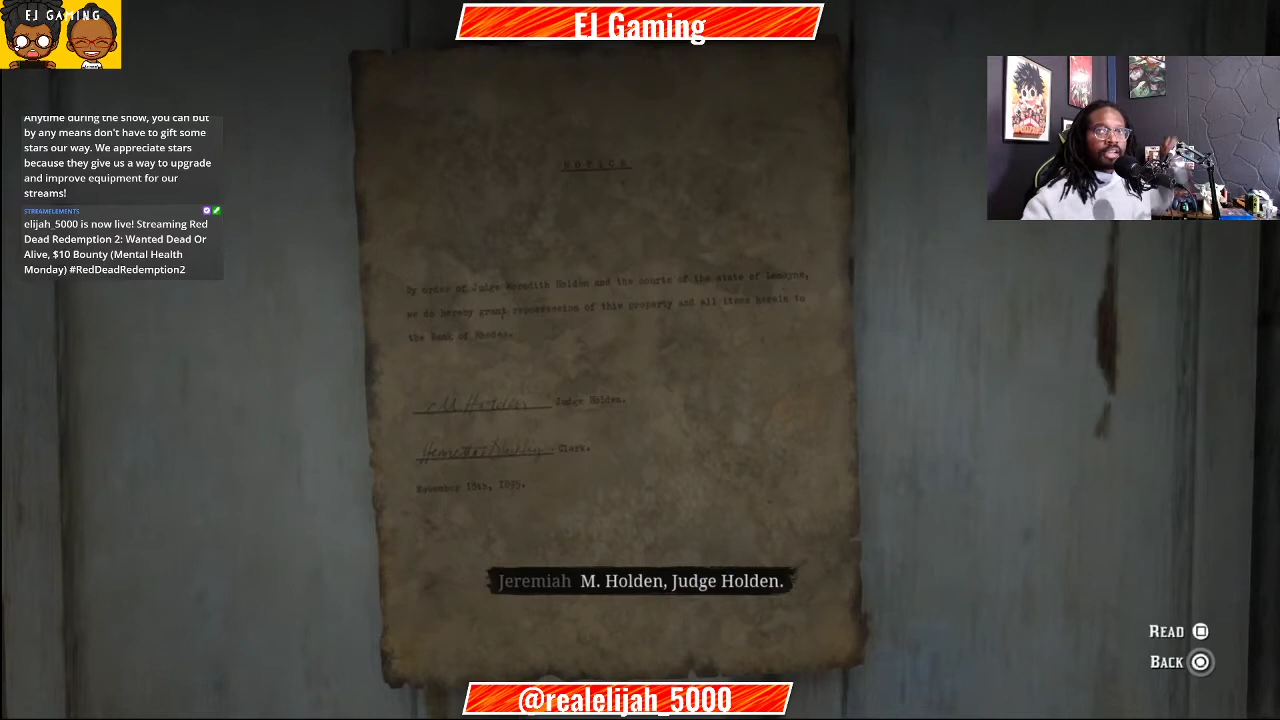 EJ GAMING
EJ Gaming
Anytime during the show, you can but
by any means don't have to gift some
stars our way. We appreciate stars
because they give us a way to upgrade
and improve equipment for our
streams!
STREAMELEMENTS
elijah_5000 is now live! Streaming Red
Dead Redemption 2: Wanted Dead Or
Alive, $10 Bounty (Mental Health
Monday) #RedDeadRedemption2
NOTICE
By order of Judge Meredith Holden and the courts of the state of Lemoyne,
we do hereby grant repossession of this property and all items herein to
the Bank of Rhodes.
M Holden Judge Holden.
Clerk.
November 18th, 1895.
Jeremiah M. Holden, Judge Holden.
READ
BACK
@realelijah_5000